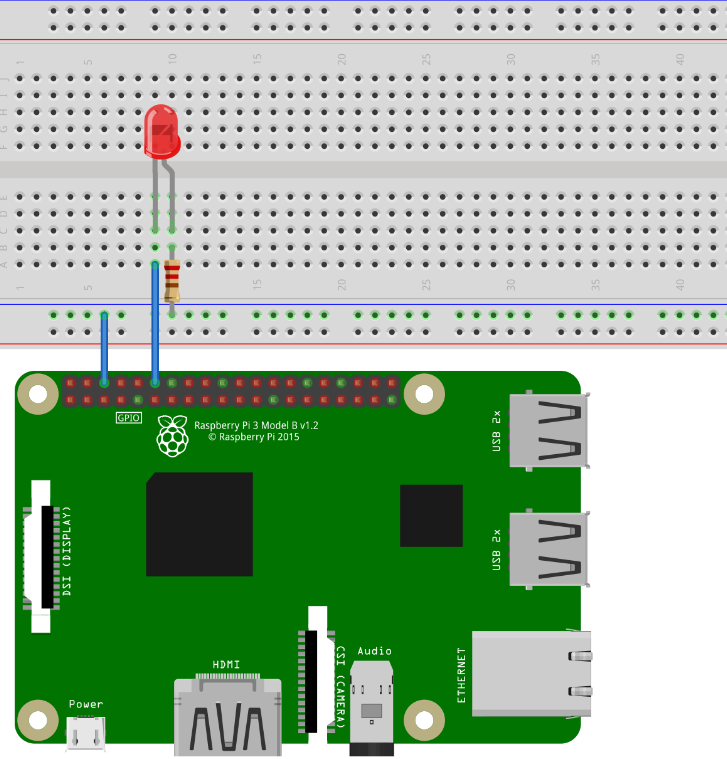 1 5 10 15 20 25 30 35 40
J
I
H
G
F
E
D
C
B
A
1 5 15 20 25 30 35 40
GPIO
Raspberry Pi 3 Model B v1.2
© Raspberry Pi 2015
USB 2x
DSI (DISPLAY)
USB 2x
HDMI
CSI (CAMERA)
Audio
ETHERNET
Power